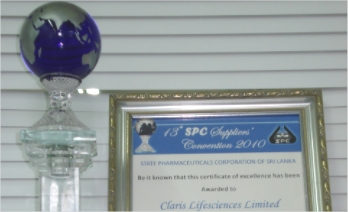 13th SPC Suppliers'
Convention 2010
SPC
STATE PHARMACEUTICALS CORPORATION OF SRI LANKA
Be it known that this certificate of excellence has been
Awarded to
Claris Lifesciences Limited